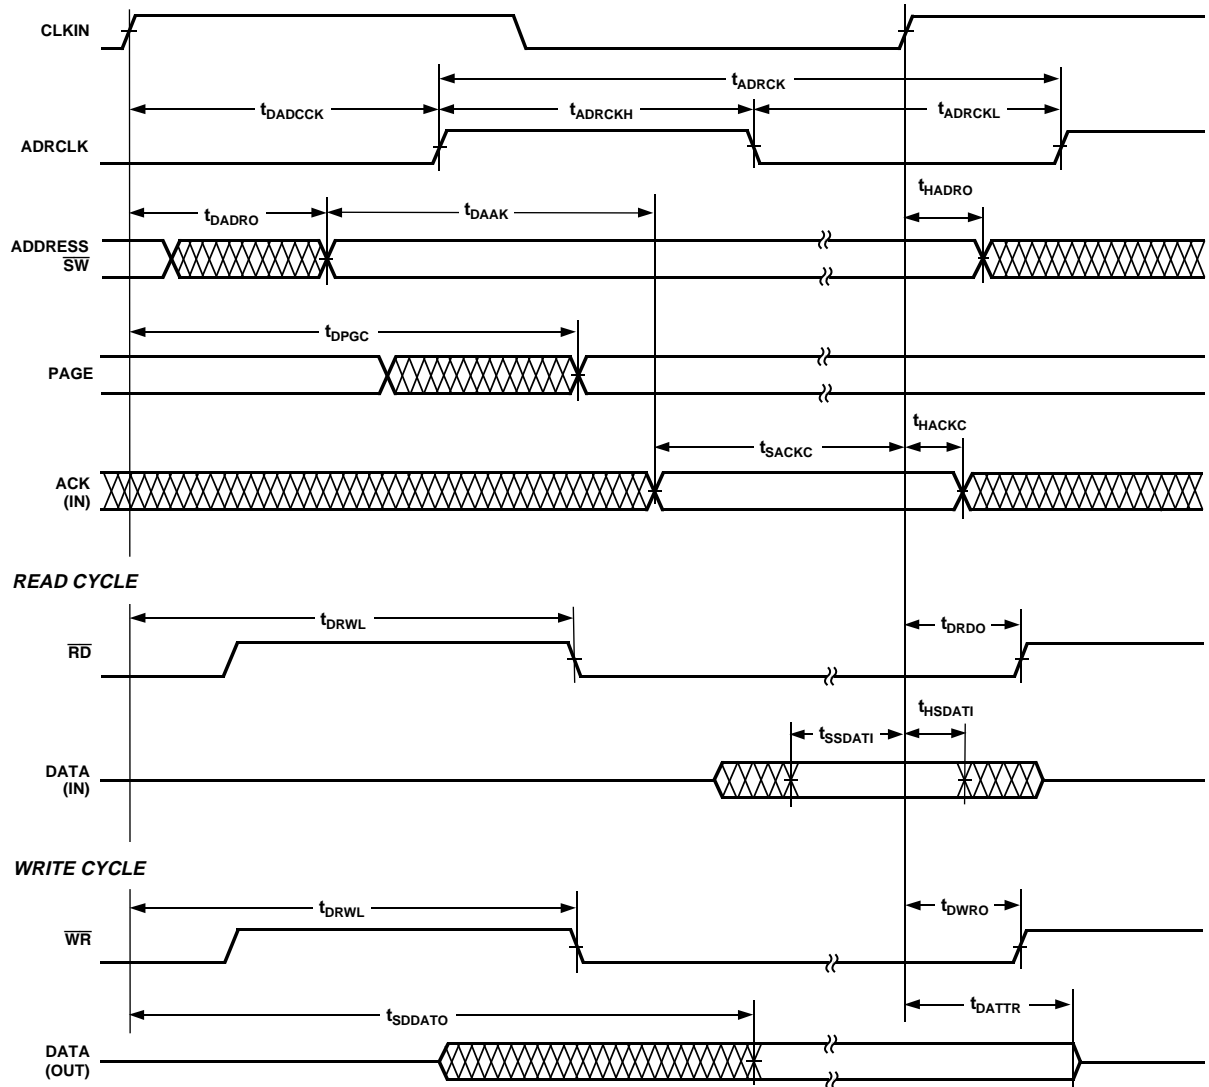 CLKIN
tADRCK
tDADCCK tADRCKH tADRCKL
ADRCLK
tHADRO
tDADRO tDAAK
ADDRESS
SW
tDPGC
PAGE
tHACKC
tSACKC
ACK
(IN)
READ CYCLE
tDRWL tDRDO
RD
tHSDATI
tSSDATI
DATA
(IN)
WRITE CYCLE
tDRWL tDWRO
WR
tDATTR
tSDDATO
DATA
(OUT)